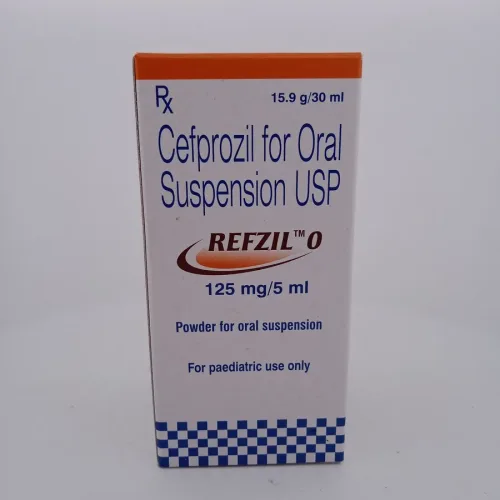 Rx
15.9 g/30 ml
Cefprozil for Oral
Suspension USP
REFZIL™ O
125 mg/5 ml
Powder for oral suspension
For paediatric use only